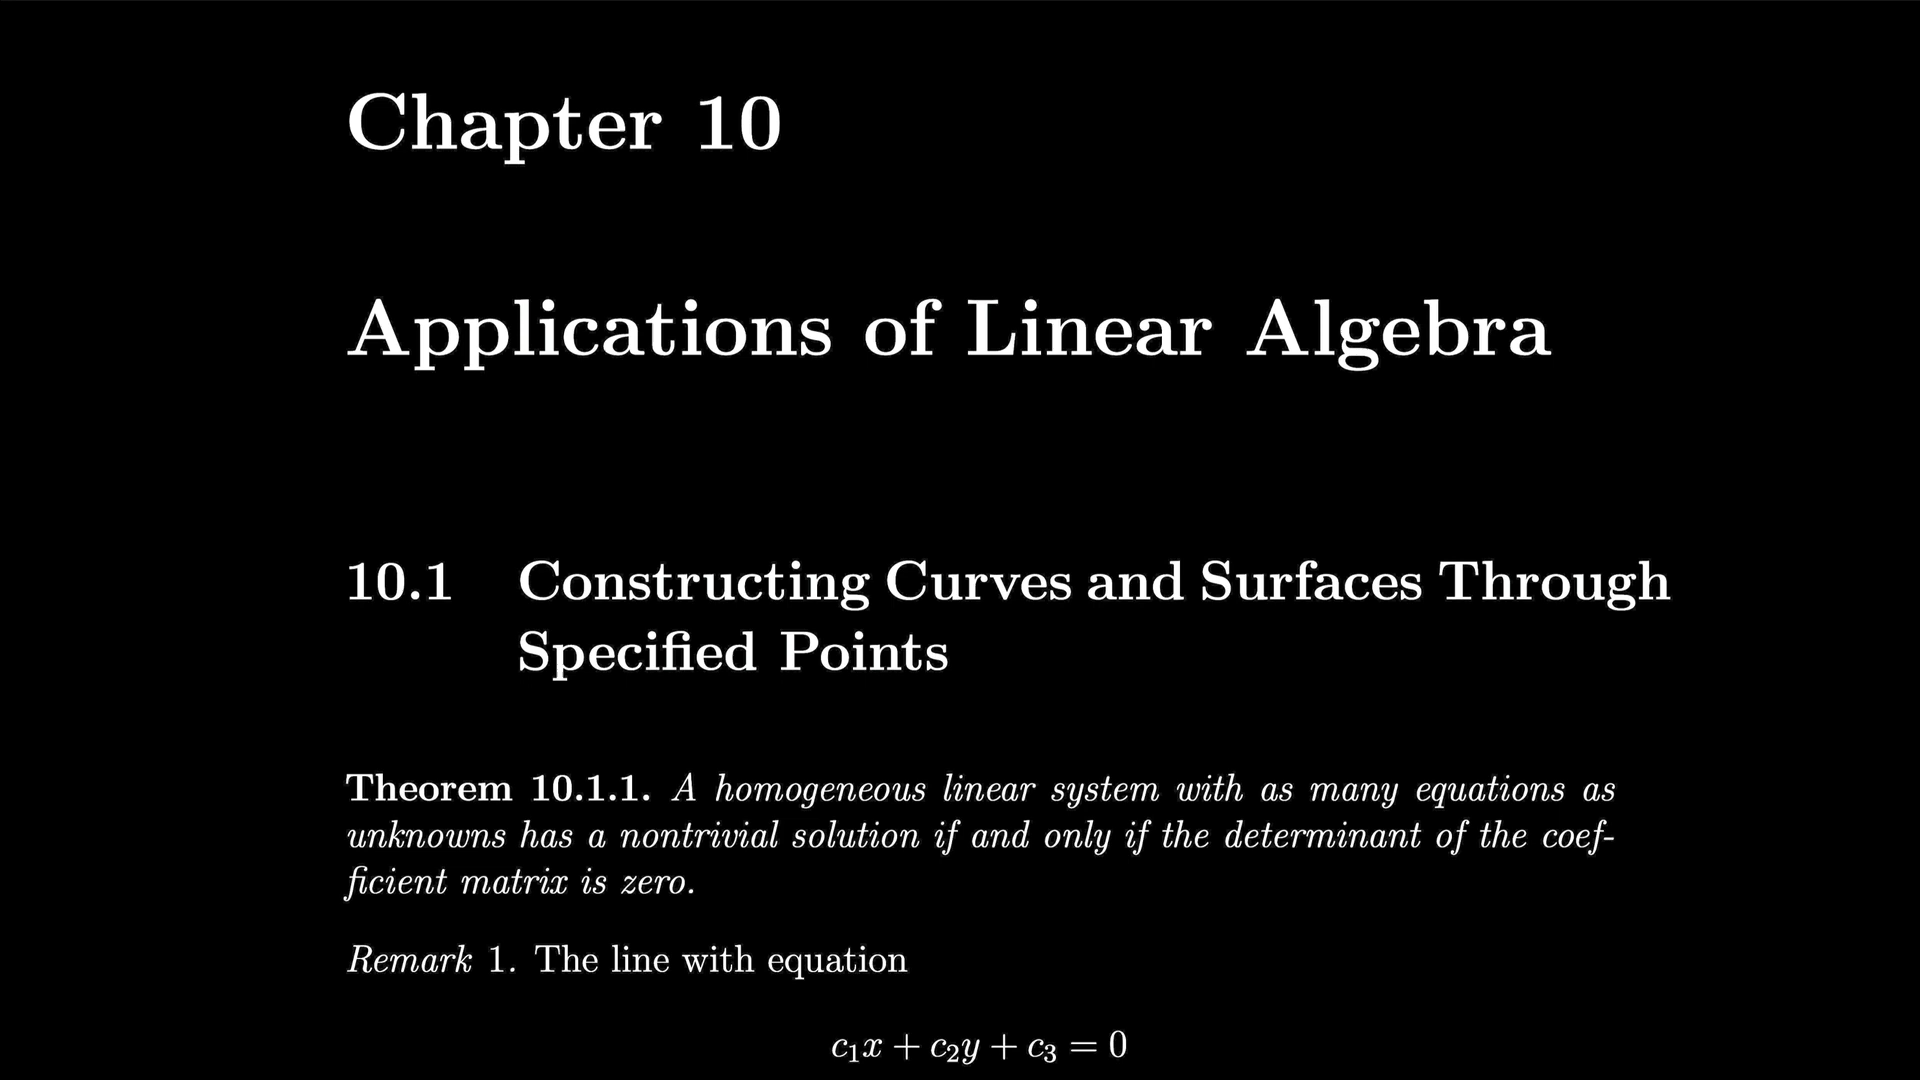 Chapter 10
Applications of Linear Algebra
10.1 Constructing Curves and Surfaces Through
Specified Points
Theorem 10.1.1. A homogeneous linear system with as many equations as
unknowns has a nontrivial solution if and only if the determinant of the coef-
ficient matrix is zero.
Remark 1. The line with equation
c₁x + c₂y + c₃ = 0